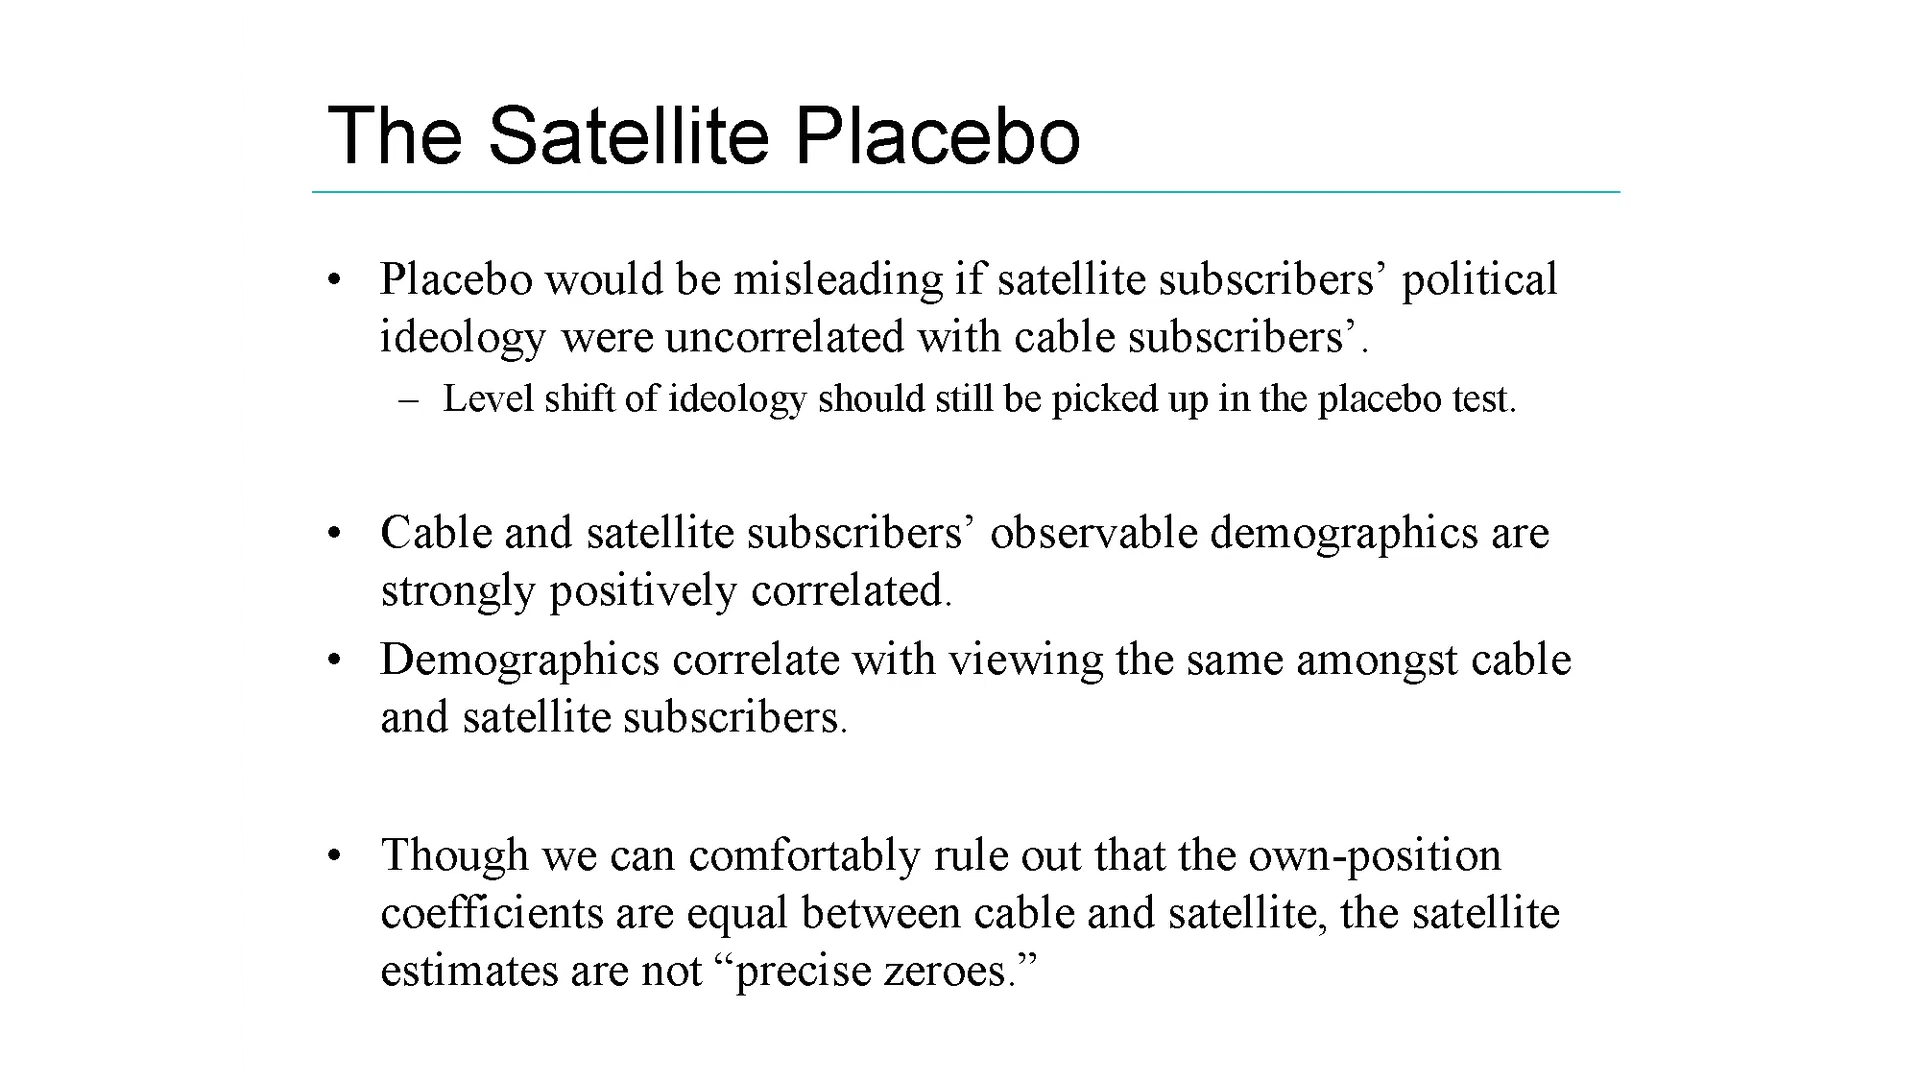 The Satellite Placebo
• Placebo would be misleading if satellite subscribers’ political
ideology were uncorrelated with cable subscribers’.
– Level shift of ideology should still be picked up in the placebo test.
• Cable and satellite subscribers’ observable demographics are
strongly positively correlated.
• Demographics correlate with viewing the same amongst cable
and satellite subscribers.
• Though we can comfortably rule out that the own-position
coefficients are equal between cable and satellite, the satellite
estimates are not “precise zeroes.”